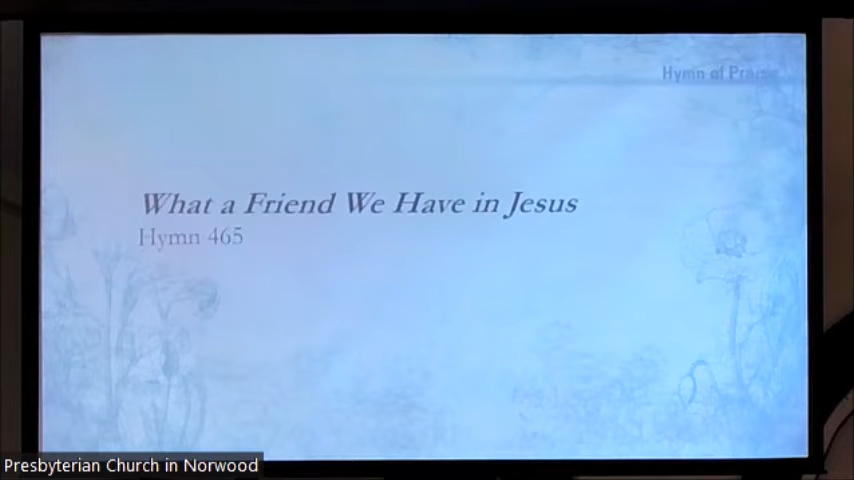 Hymn of Praise
What a Friend We Have in Jesus
Hymn 465
Presbyterian Church in Norwood